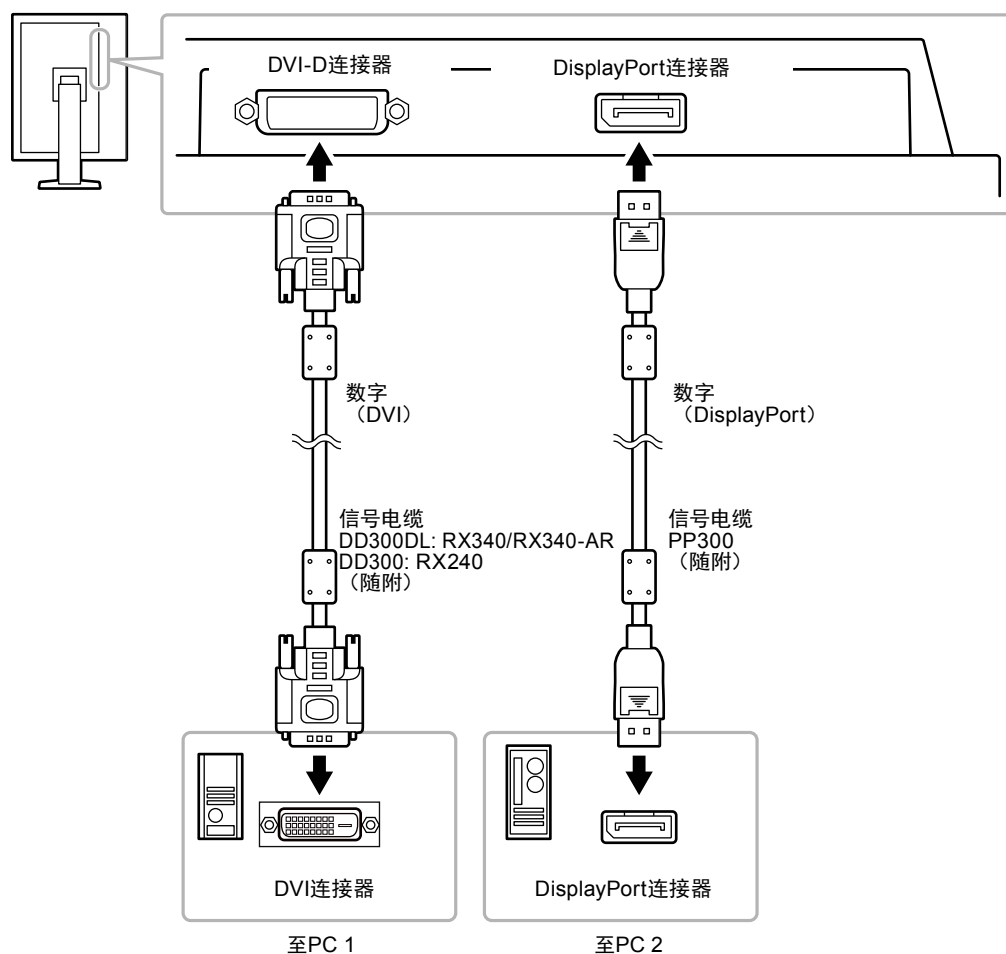 DVI-D连接器
DisplayPort连接器
数字
（DVI）
数字
（DisplayPort）
信号电缆
DD300DL: RX340/RX340-AR
DD300: RX240
（随附）
信号电缆
PP300
（随附）
DVI连接器
DisplayPort连接器
至PC 1
至PC 2